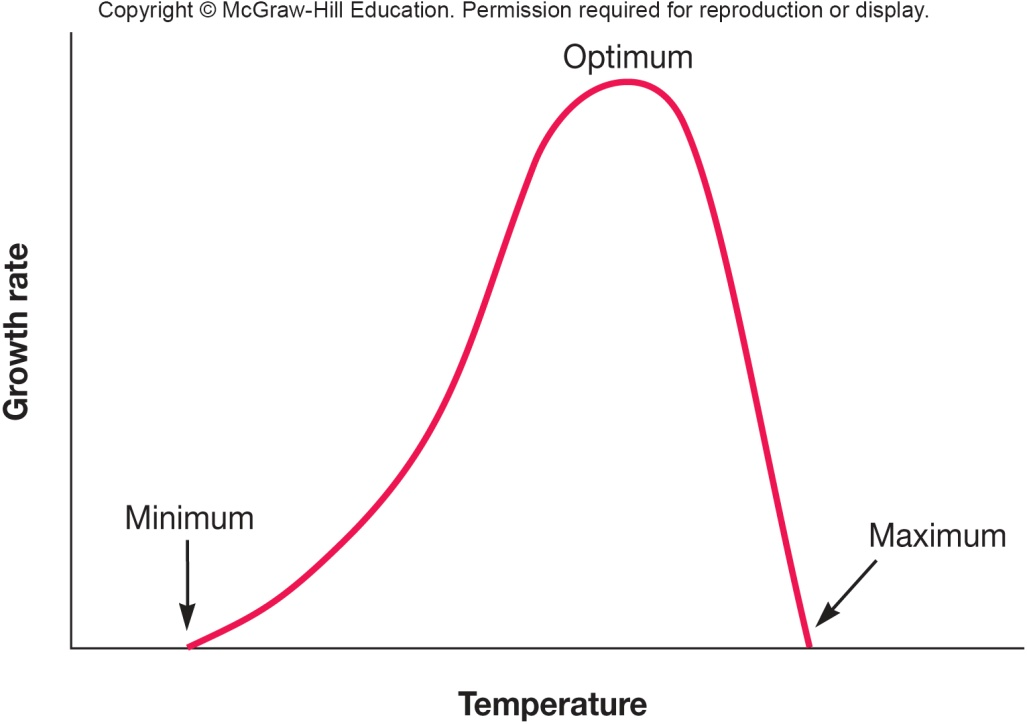 Copyright © McGraw-Hill Education. Permission required for reproduction or display.
Optimum
Growth rate
Minimum
Maximum
Temperature